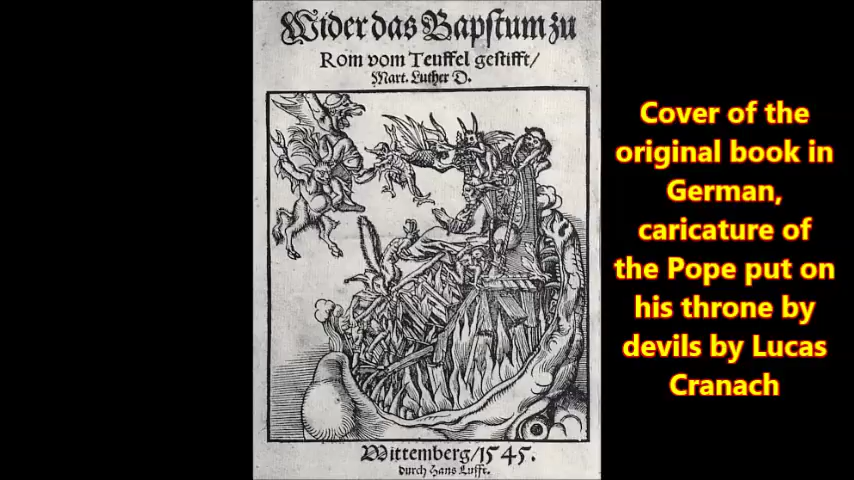 Wider das Bapstum zu
Rom vom Teuffel gestifft/
Mart. Luther D.
Wittemberg/1545.
durch Hans Lufft.
Cover of the
original book in
German,
caricature of
the Pope put on
his throne by
devils by Lucas
Cranach